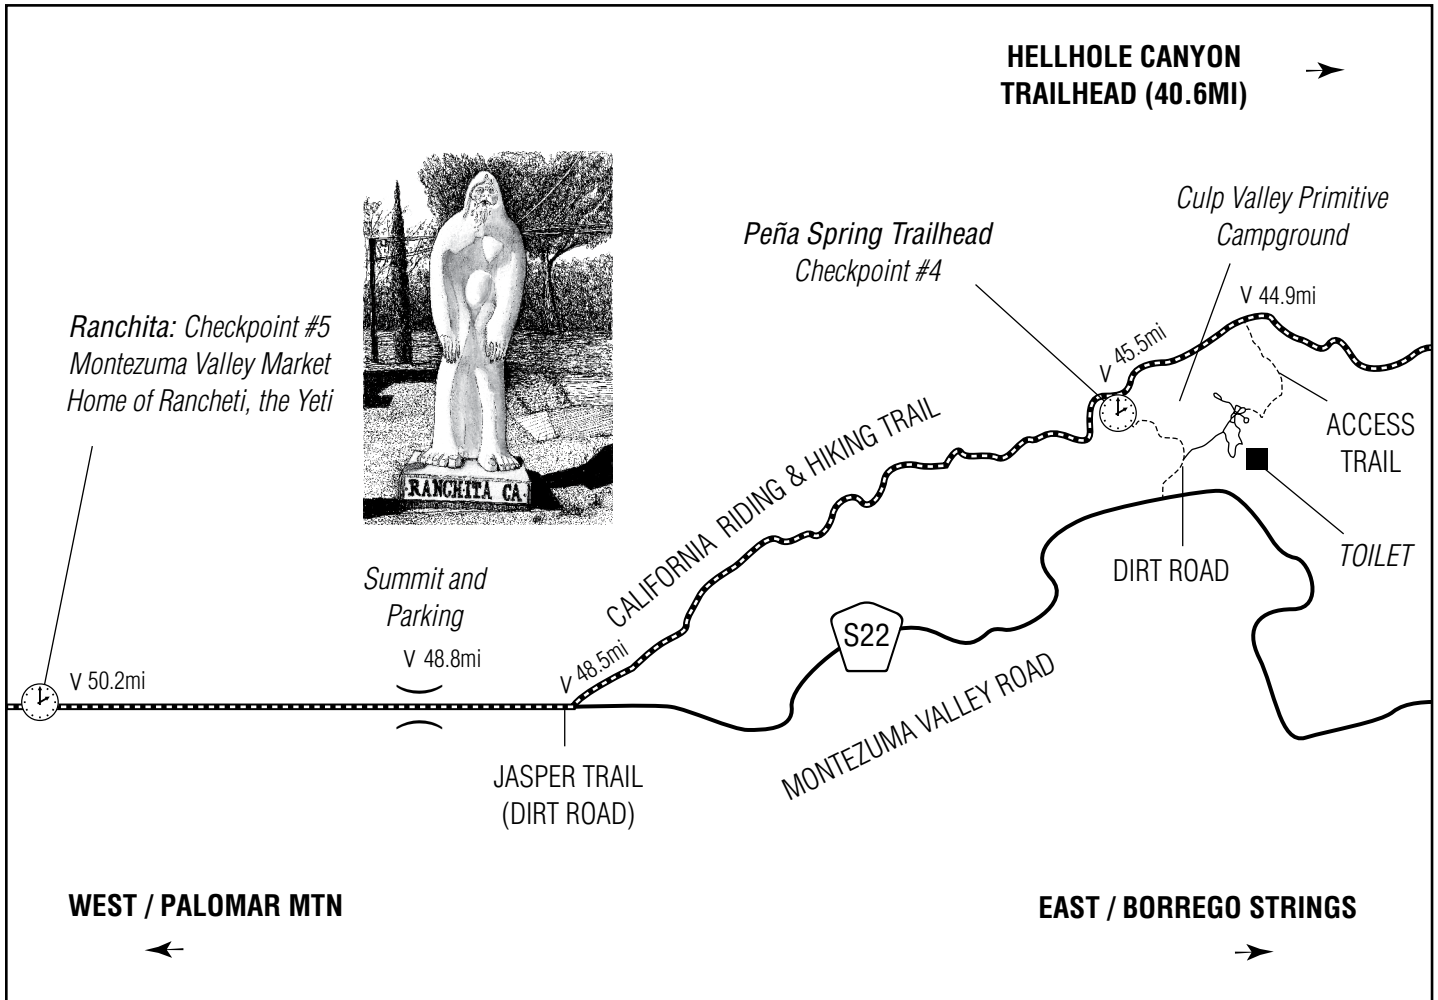 HELLHOLE CANYON
TRAILHEAD (40.6MI)
Culp Valley Primitive
Campground
Peña Spring Trailhead
Checkpoint #4
V 44.9mi
V 45.5mi
Ranchita: Checkpoint #5
Montezuma Valley Market
Home of Rancheti, the Yeti
RANCHITA CA.
CALIFORNIA RIDING & HIKING TRAIL
ACCESS
TRAIL
TOILET
DIRT ROAD
Summit and
Parking
V 48.8mi
V 48.5mi
S22
V 50.2mi
MONTEZUMA VALLEY ROAD
JASPER TRAIL
(DIRT ROAD)
WEST / PALOMAR MTN
EAST / BORREGO STRINGS